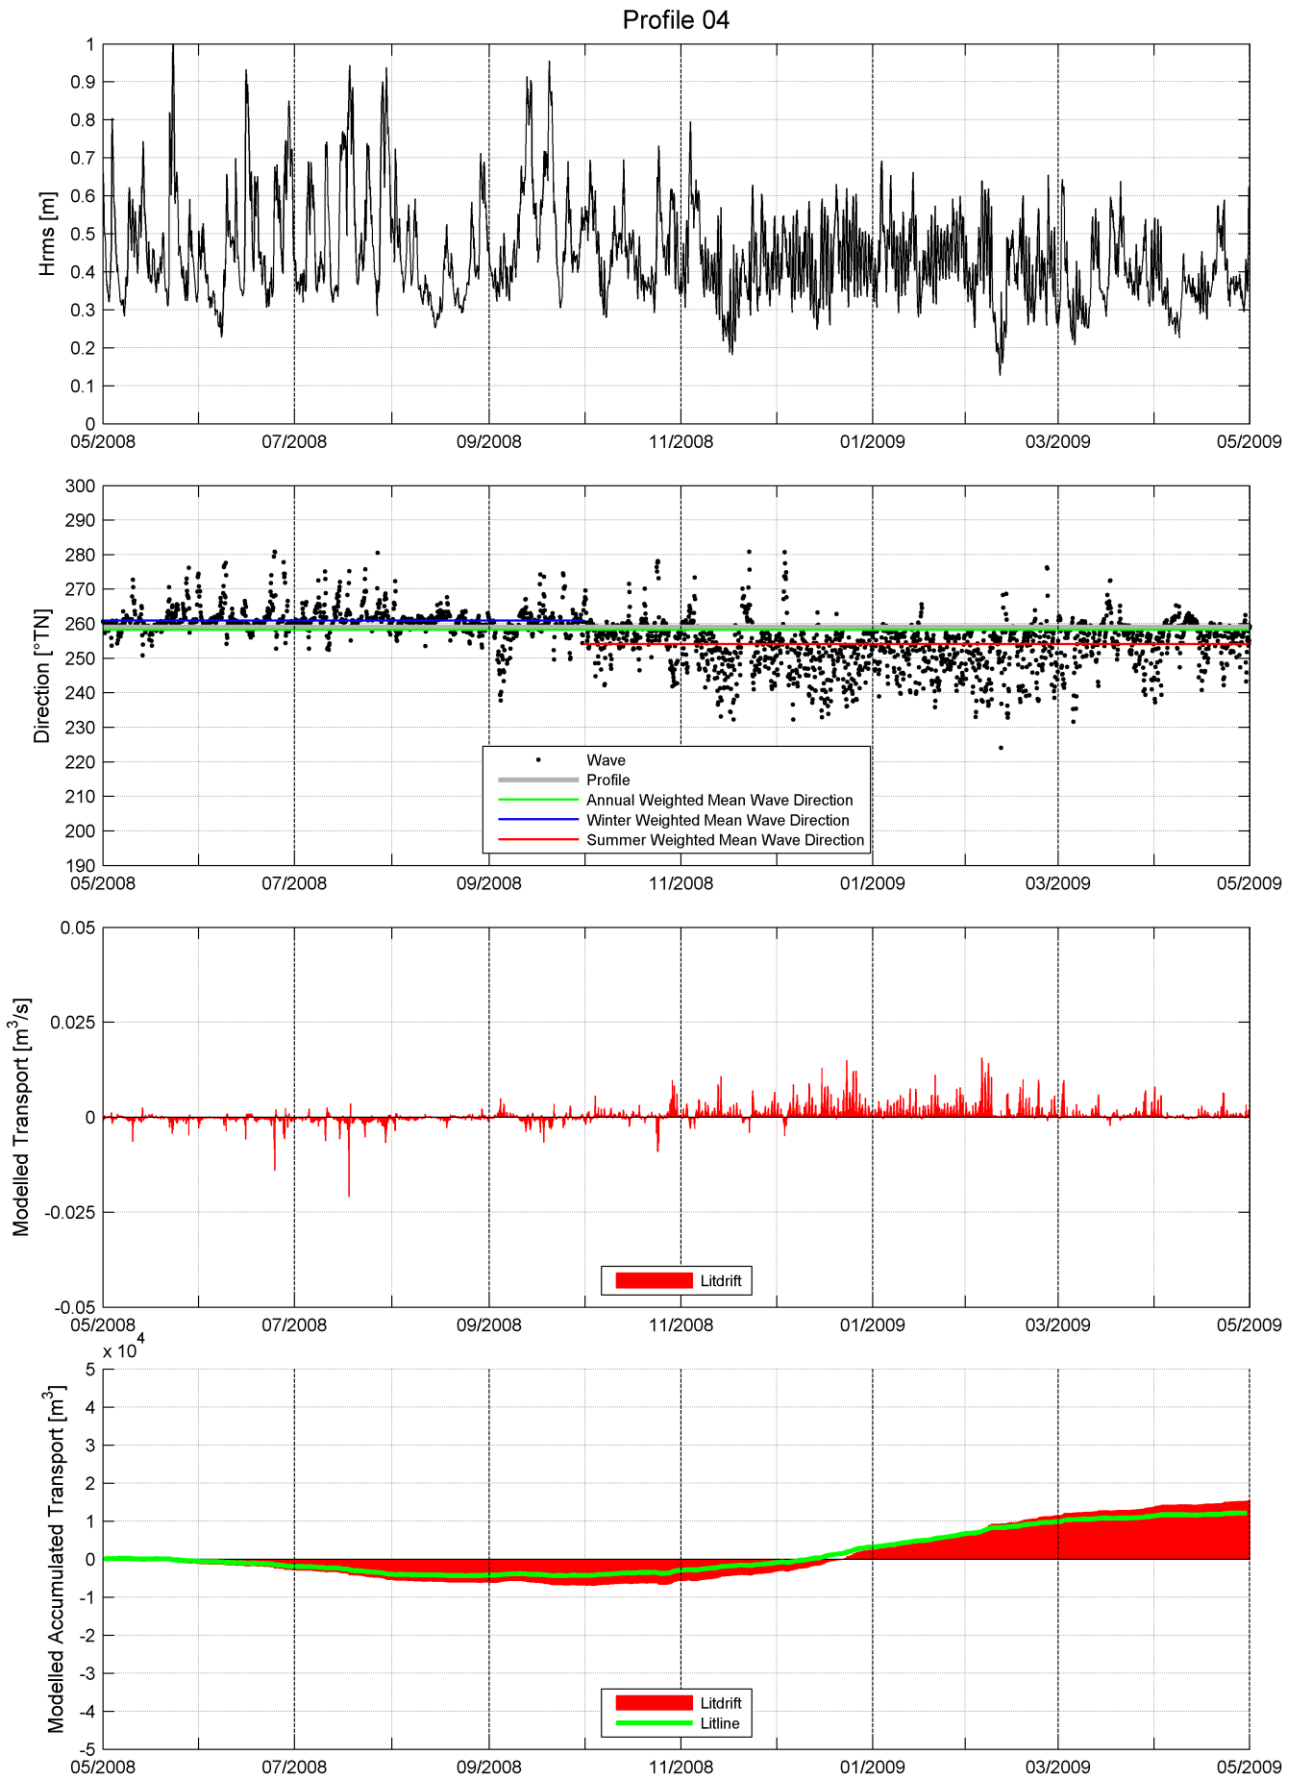 Profile 04
Hrms [m]
1
0.9
0.8
0.7
0.6
0.5
0.4
0.3
0.2
0.1
0
05/2008 07/2008 09/2008 11/2008 01/2009 03/2009 05/2009
Direction [°TN]
300
290
280
270
260
250
240
230
220
210
200
190
Wave
Profile
Annual Weighted Mean Wave Direction
Winter Weighted Mean Wave Direction
Summer Weighted Mean Wave Direction
05/2008 07/2008 09/2008 11/2008 01/2009 03/2009 05/2009
Modelled Transport [m³/s]
0.05
0.025
0
-0.025
-0.05
Litdrift
05/2008 07/2008 09/2008 11/2008 01/2009 03/2009 05/2009
x 10⁴
Modelled Accumulated Transport [m³]
5
4
3
2
1
0
-1
-2
-3
-4
-5
Litdrift
Litline
05/2008 07/2008 09/2008 11/2008 01/2009 03/2009 05/2009